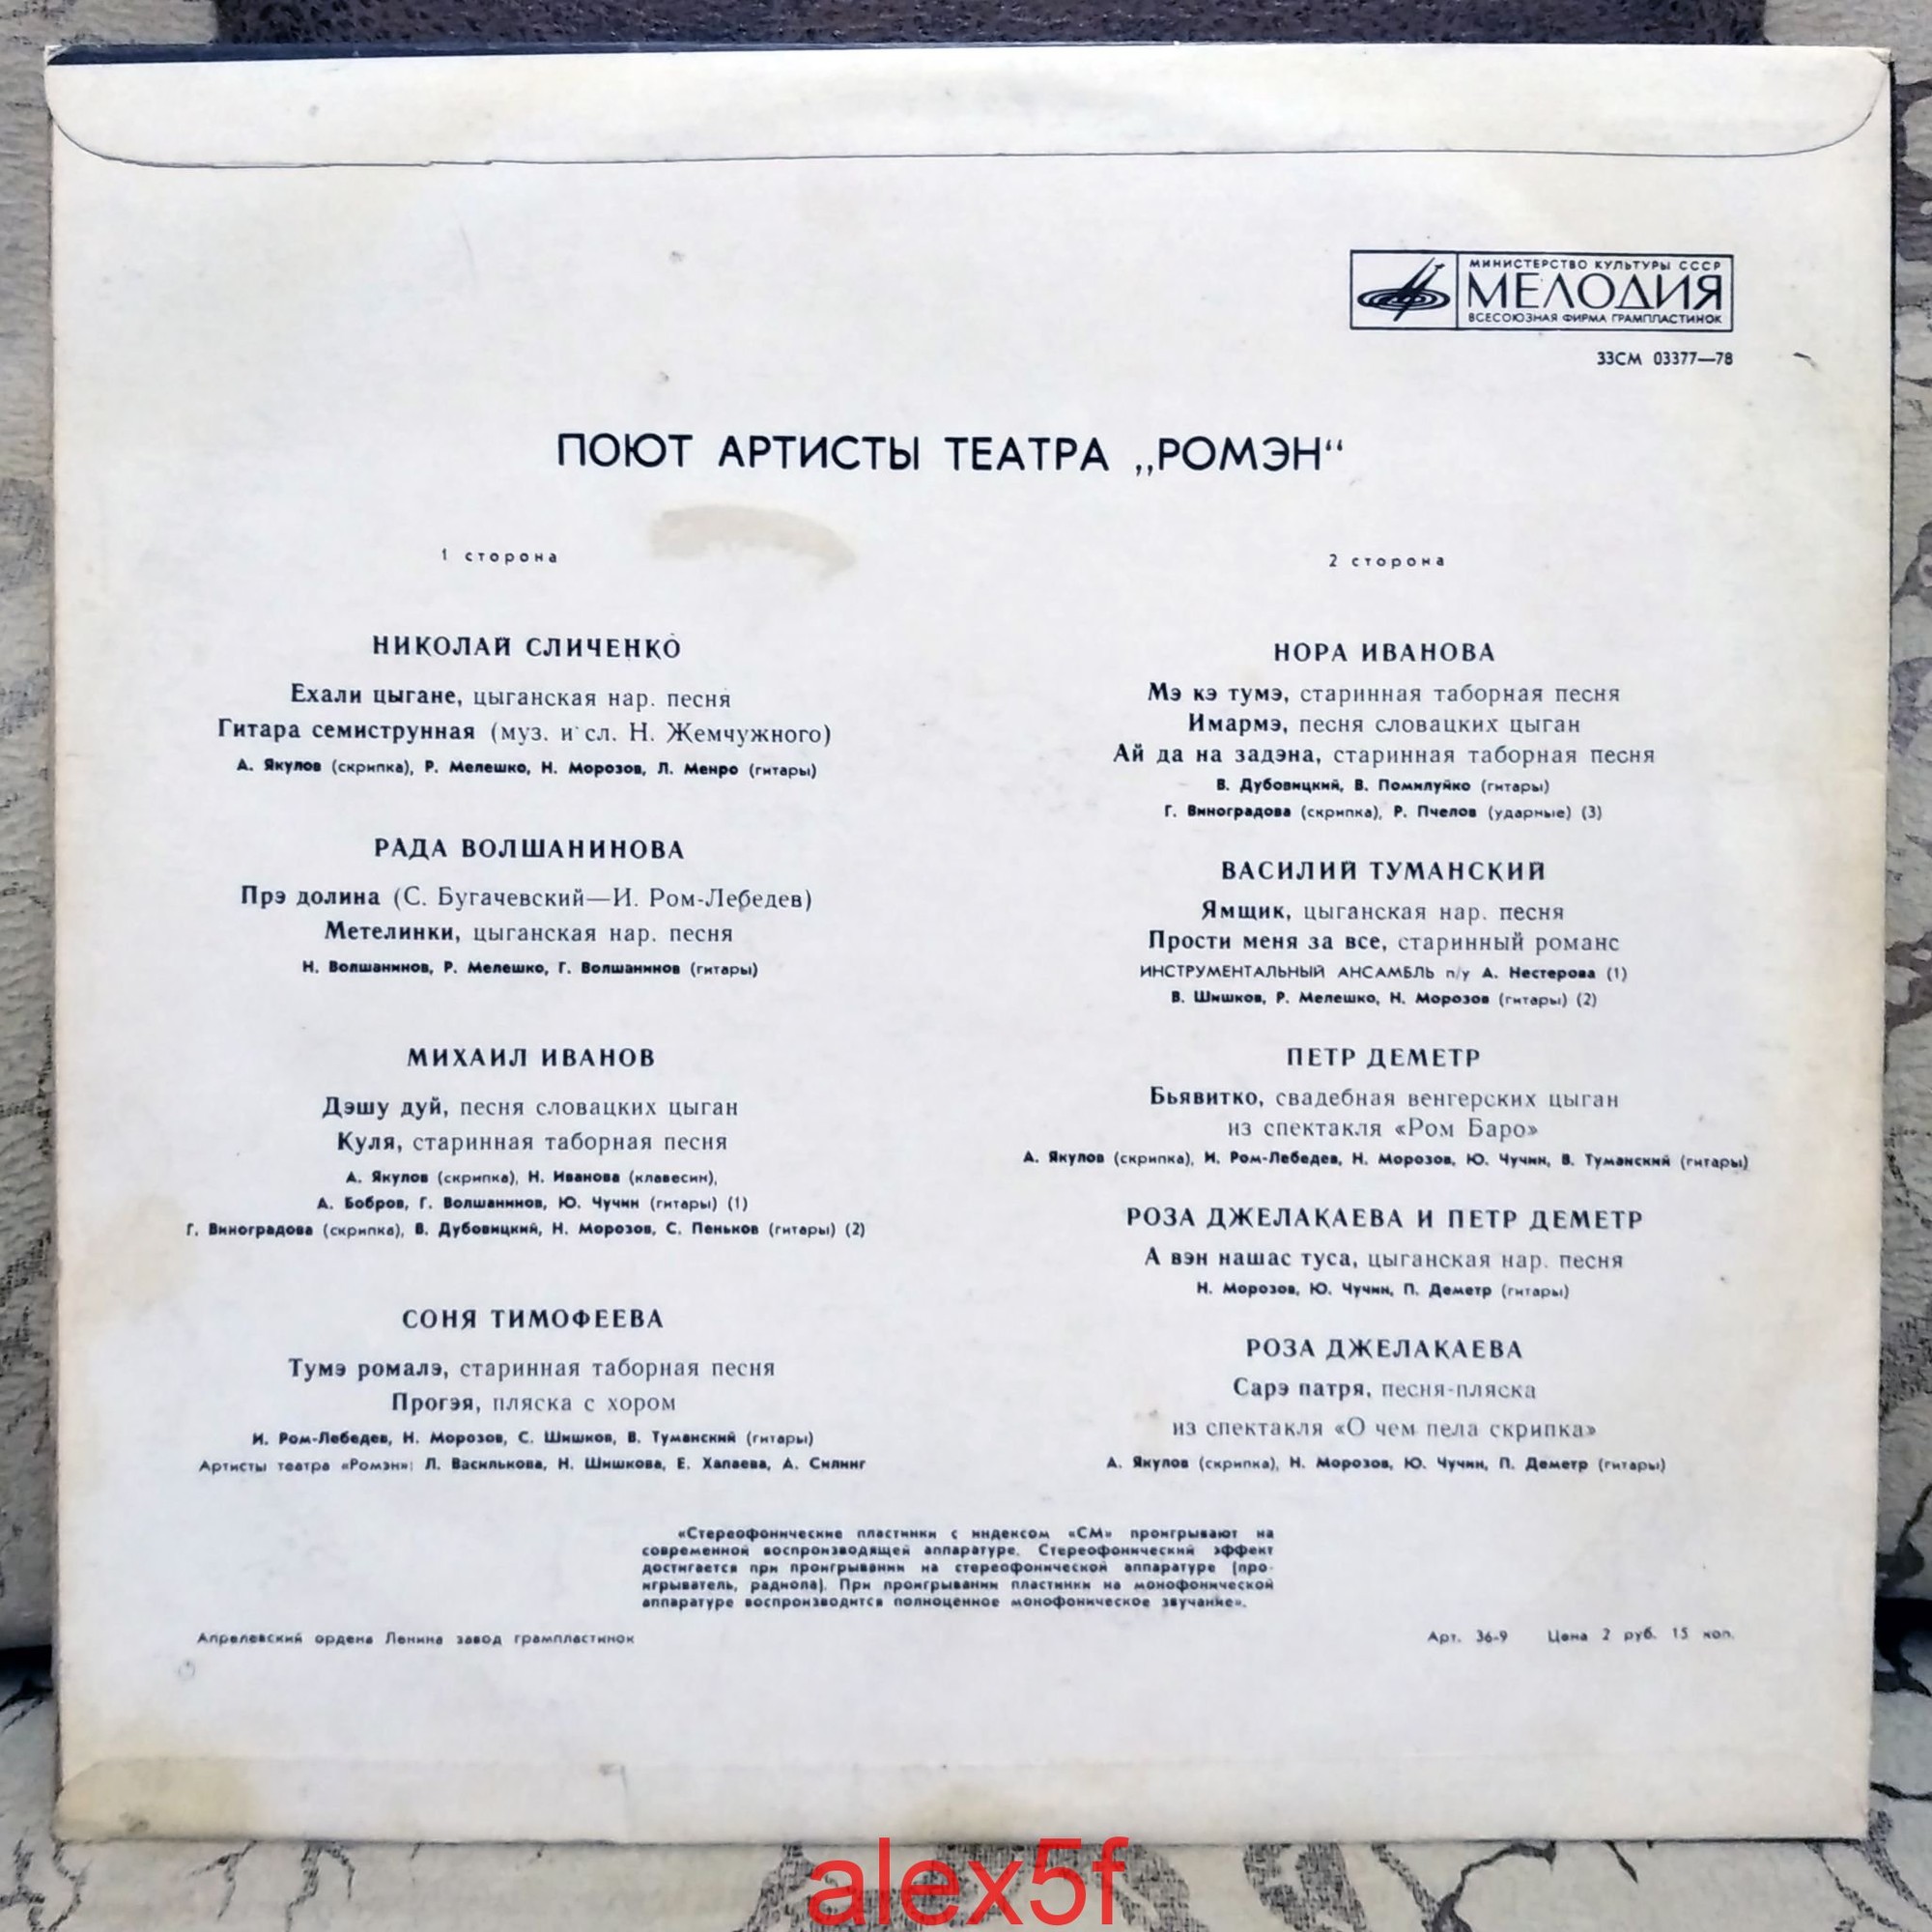 МИНИСТЕРСТВО КУЛЬТУРЫ СССР
МЕЛОДИЯ
ВСЕСОЮЗНАЯ ФИРМА ГРАМПЛАСТИНОК
33СМ 03377—78
ПОЮТ АРТИСТЫ ТЕАТРА „РОМЭН“
1 сторона
НИКОЛАЙ СЛИЧЕНКО
Ехали цыгане, цыганская нар. песня
Гитара семиструнная (муз. и сл. Н. Жемчужного)
А. Якулов (скрипка), Р. Мелешко, Н. Морозов, Л. Менро (гитары)
РАДА ВОЛШАНИНОВА
Прэ долина (С. Бугачевский—И. Ром-Лебедев)
Метелинки, цыганская нар. песня
Н. Волшанинов, Р. Мелешко, Г. Волшанинов (гитары)
МИХАИЛ ИВАНОВ
Дэшу дуй, песня словацких цыган
Куля, старинная таборная песня
А. Якулов (скрипка), Н. Иванова (клавесин),
А. Бобров, Г. Волшанинов, Ю. Чучин (гитары) (1)
Г. Виноградова (скрипка), В. Дубовицкий, Н. Морозов, С. Пеньков (гитары) (2)
СОНЯ ТИМОФЕЕВА
Тумэ ромалэ, старинная таборная песня
Прогэя, пляска с хором
И. Ром-Лебедев, Н. Морозов, С. Шишков, В. Туманский (гитары)
Артисты театра «Ромэн»: Л. Василькова, Н. Шишкова, Е. Хапаева, А. Силинг
2 сторона
НОРА ИВАНОВА
Мэ кэ тумэ, старинная таборная песня
Имармэ, песня словацких цыган
Ай да на задэна, старинная таборная песня
В. Дубовицкий, В. Помилуйко (гитары)
Г. Виноградова (скрипка), Р. Пчелов (ударные) (3)
ВАСИЛИЙ ТУМАНСКИЙ
Ямщик, цыганская нар. песня
Прости меня за все, старинный романс
ИНСТРУМЕНТАЛЬНЫЙ АНСАМБЛЬ п/у А. Нестерова (1)
В. Шишков, Р. Мелешко, Н. Морозов (гитары) (2)
ПЕТР ДЕМЕТР
Бьявитко, свадебная венгерских цыган
из спектакля «Ром Баро»
А. Якулов (скрипка), И. Ром-Лебедев, Н. Морозов, Ю. Чучин, В. Туманский (гитары)
РОЗА ДЖЕЛАКАЕВА И ПЕТР ДЕМЕТР
А вэн нашас туса, цыганская нар. песня
Н. Морозов, Ю. Чучин, П. Деметр (гитары)
РОЗА ДЖЕЛАКАЕВА
Сарэ патря, песня-пляска
из спектакля «О чем пела скрипка»
А. Якулов (скрипка), Н. Морозов, Ю. Чучин, П. Деметр (гитары)
«Стереофонические пластинки с индексом «СМ» проигрывают на
современной воспроизводящей аппаратуре. Стереофонический эффект
достигается при проигрывании на стереофонической аппаратуре (про-
игрыватель, радиола). При проигрывании пластинки на монофонической
аппаратуре воспроизводится полноценное монофоническое звучание».
Апрелевский ордена Ленина завод грампластинок
Арт. 36-9 Цена 2 руб. 15 коп.
alex5f